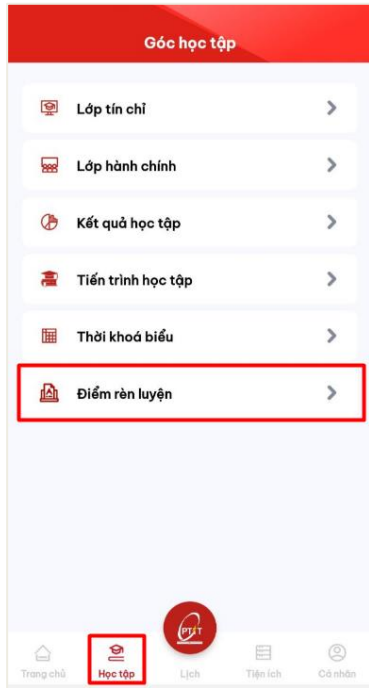 Góc học tập
Lớp tín chỉ
Lớp hành chính
Kết quả học tập
Tiến trình học tập
Thời khoá biểu
Điểm rèn luyện
PTIT
Trang chủ
Học tập
Lịch
Tiện ích
Cá nhân